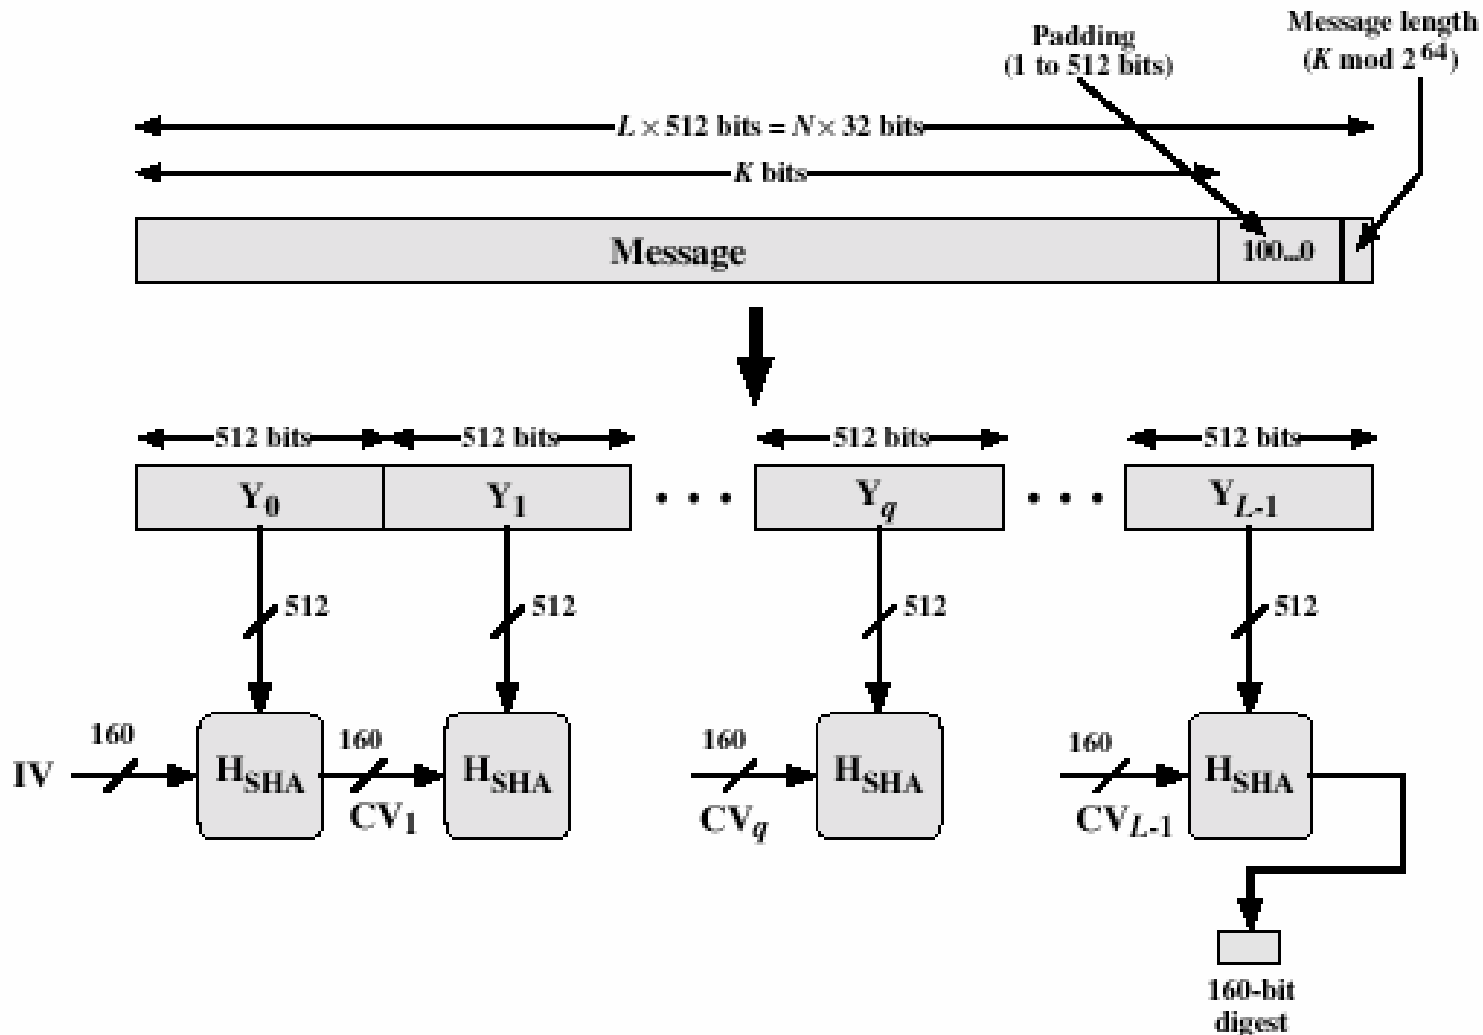 Message length
(K mod 2^64)
Padding
(1 to 512 bits)
L × 512 bits = N × 32 bits
K bits
Message
100...0
512 bits
512 bits
512 bits
512 bits
Y0
Y1
. . .
Yq
. . .
YL-1
512
512
512
512
160
160
160
160
IV
HSHA
HSHA
HSHA
HSHA
CV1
CVq
CVL-1
160-bit
digest